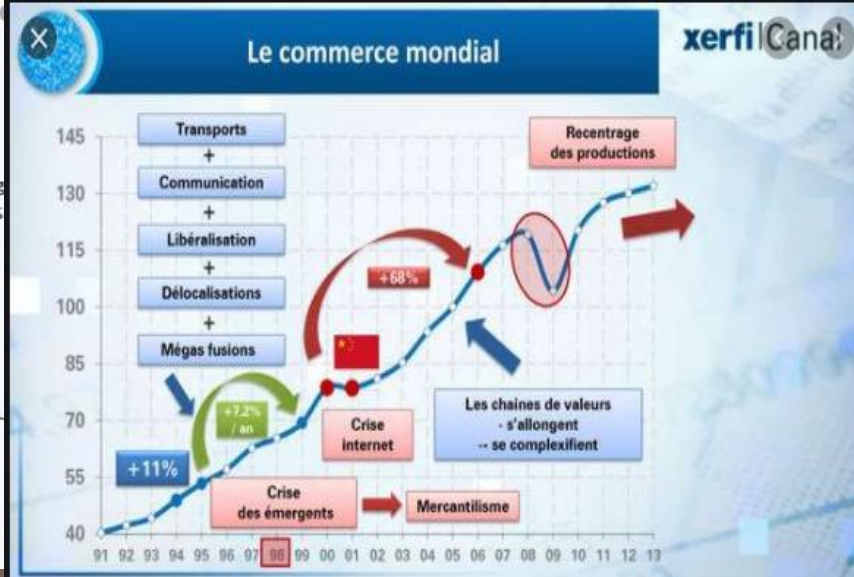 Le commerce mondial
xerfi Canal
145
130
115
100
85
70
55
40
Transports
+
Communication
+
Libéralisation
+
Délocalisations
+
Mégas fusions
+11%
+7.2%
/ an
+68%
Recentrage
des productions
Crise
internet
Les chaines de valeurs
- s'allongent
-- se complexifient
Crise
des émergents
Mercantilisme
91 92 93 94 95 96 97 98 99 00 01 02 03 04 05 06 07 08 09 10 11 12 13